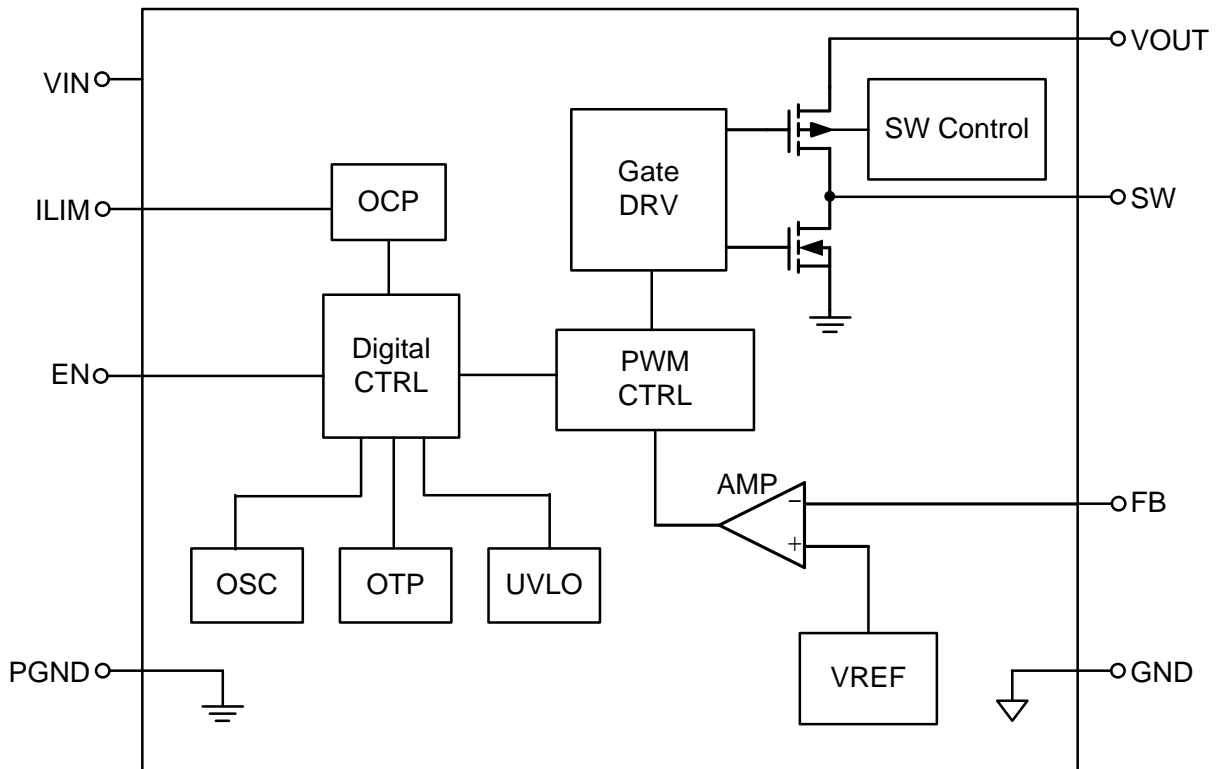 VOUT
VIN
SW Control
Gate
DRV
OCP
ILIM
SW
Digital
CTRL
PWM
CTRL
EN
AMP
−
FB
+
OSC
OTP
UVLO
PGND
VREF
GND